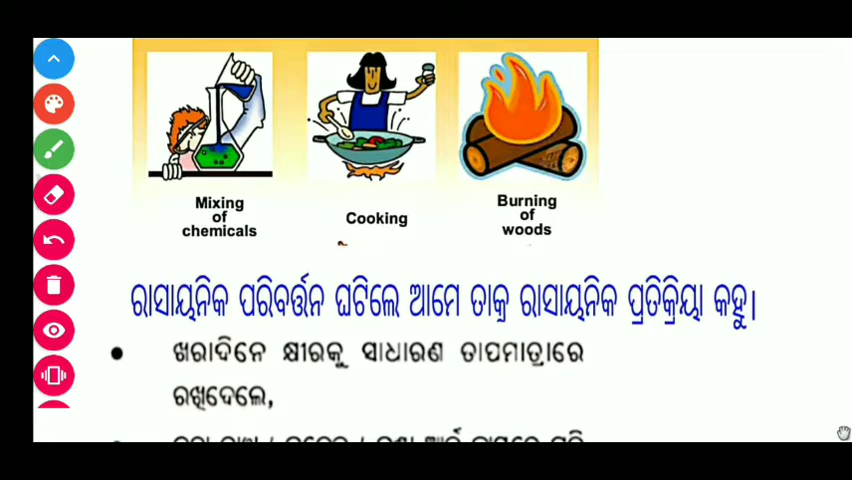 Mixing
of
chemicals
Cooking
Burning
of
woods
ରାସାୟନିକ ପରିବର୍ତ୍ତନ ଘଟିଲେ ଆମେ ତାକୁ ରାସାୟନିକ ପ୍ରତିକ୍ରିୟା କହୁ।
• ଖରାଦିନେ କ୍ଷୀରକୁ ସାଧାରଣ ତାପମାତ୍ରାରେ
ରଖିଦେଲେ,